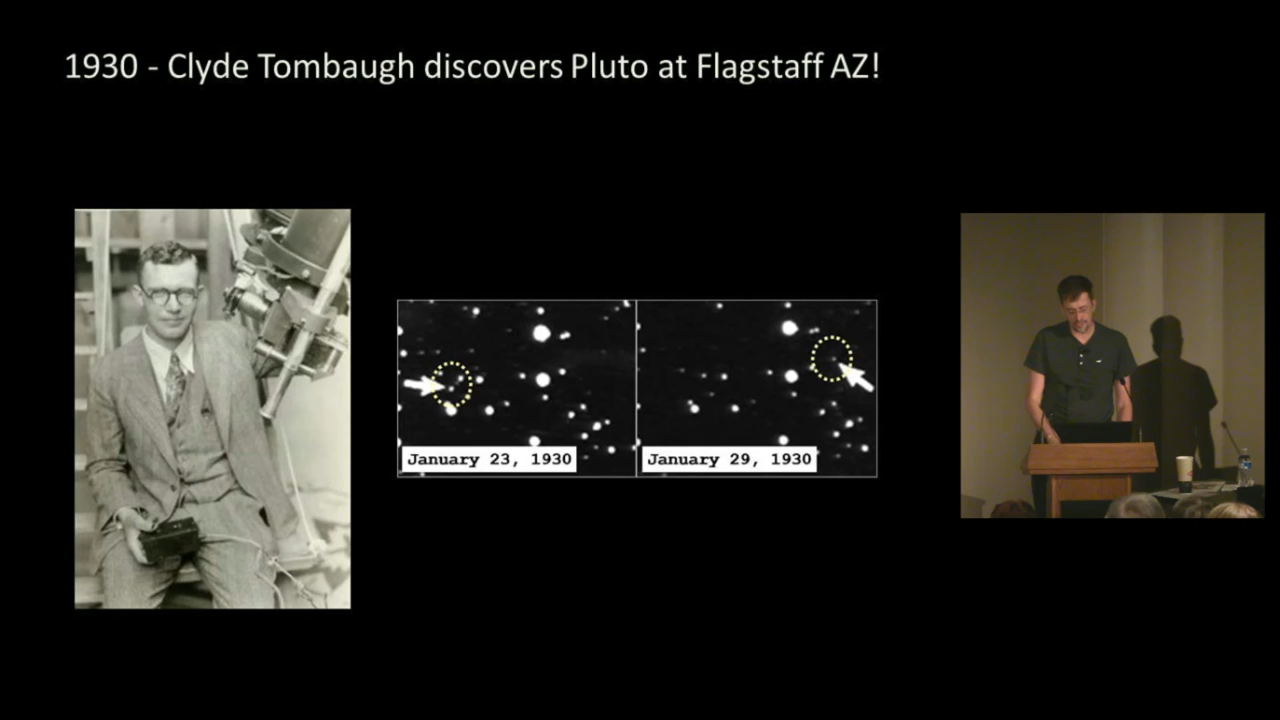 1930 - Clyde Tombaugh discovers Pluto at Flagstaff AZ!
January 23, 1930
January 29, 1930